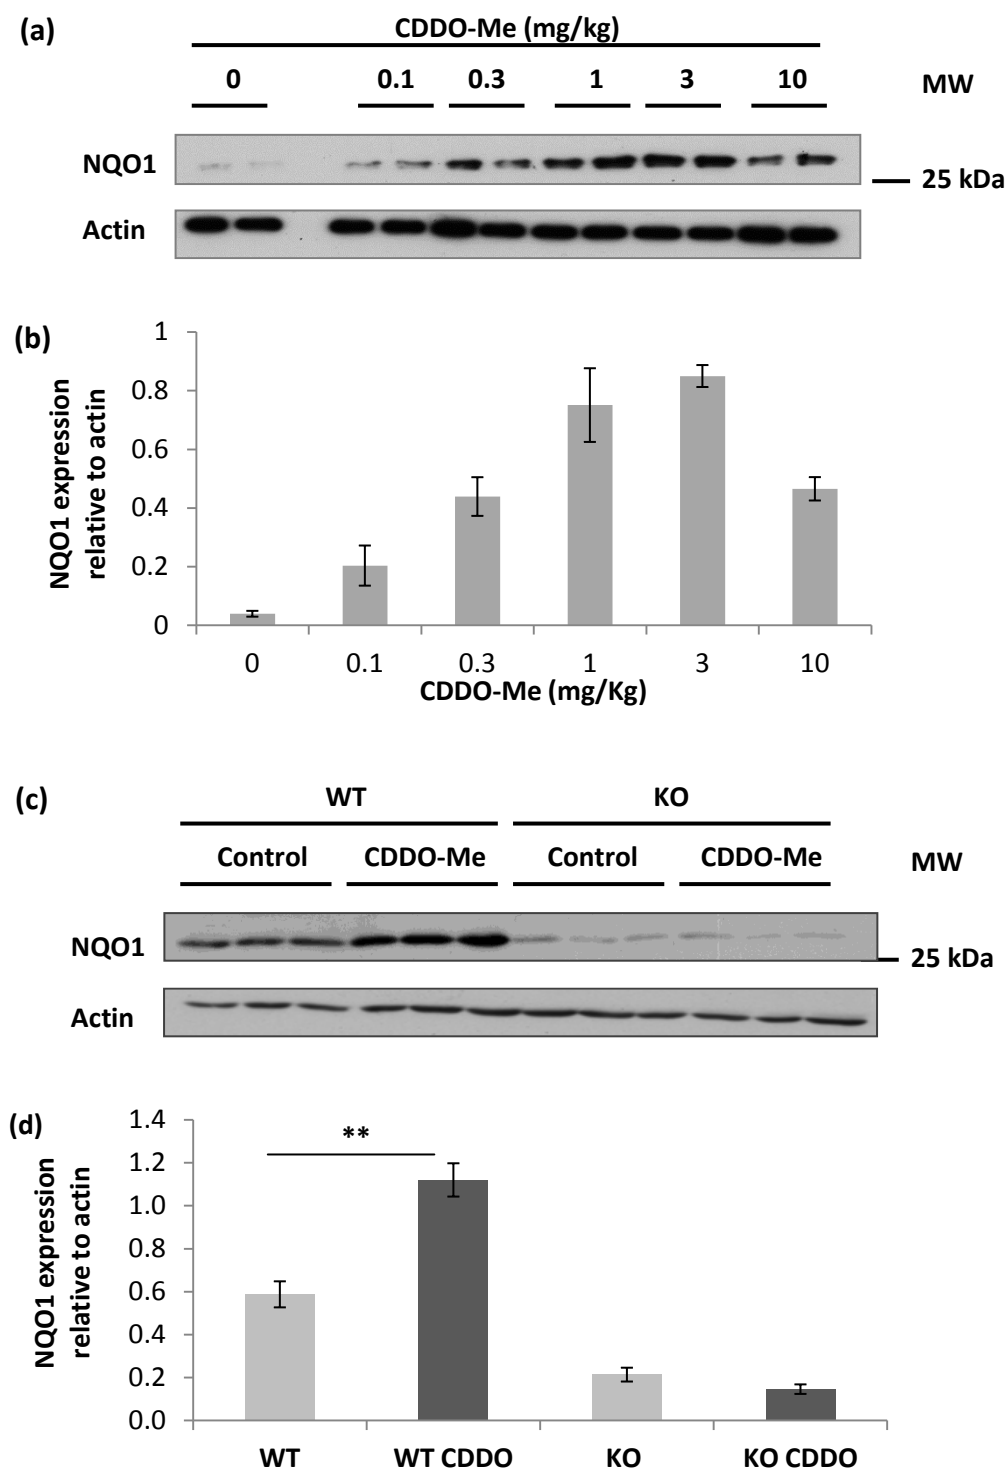 (a)
CDDO-Me (mg/kg)
0 0.1 0.3 1 3 10 MW
NQO1
25 kDa
Actin
(b)
NQO1 expression
relative to actin
1
0.8
0.6
0.4
0.2
0
0 0.1 0.3 1 3 10
CDDO-Me (mg/Kg)
(c)
WT KO
Control CDDO-Me Control CDDO-Me MW
NQO1
25 kDa
Actin
(d)
NQO1 expression
relative to actin
1.4
1.2
1.0
0.8
0.6
0.4
0.2
0.0
**
WT WT CDDO KO KO CDDO